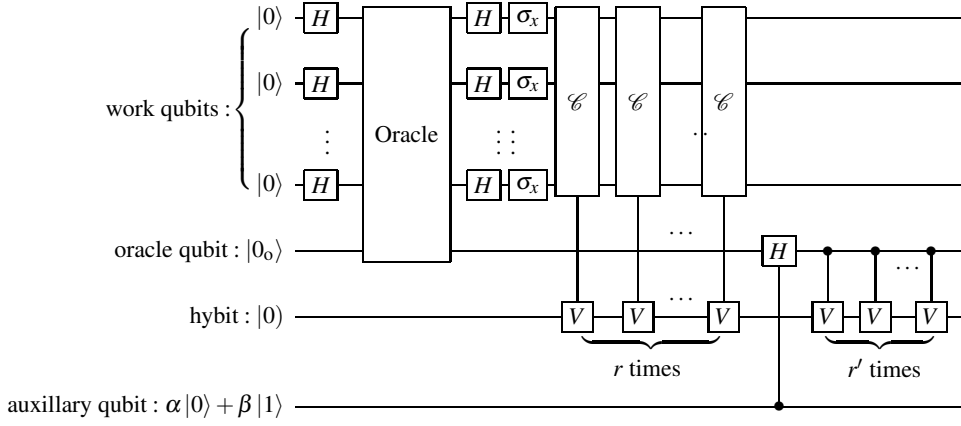 |0⟩ H H σx
|0⟩ H H σx
work qubits : 𝒞 𝒞 𝒞
Oracle
⋮ ⋮ ⋮ ..
|0⟩ H H σx
oracle qubit : |0o⟩ ... H
...
hybit : |0) V V ... V V V V
r times r′ times
auxillary qubit : α|0⟩ + β|1⟩